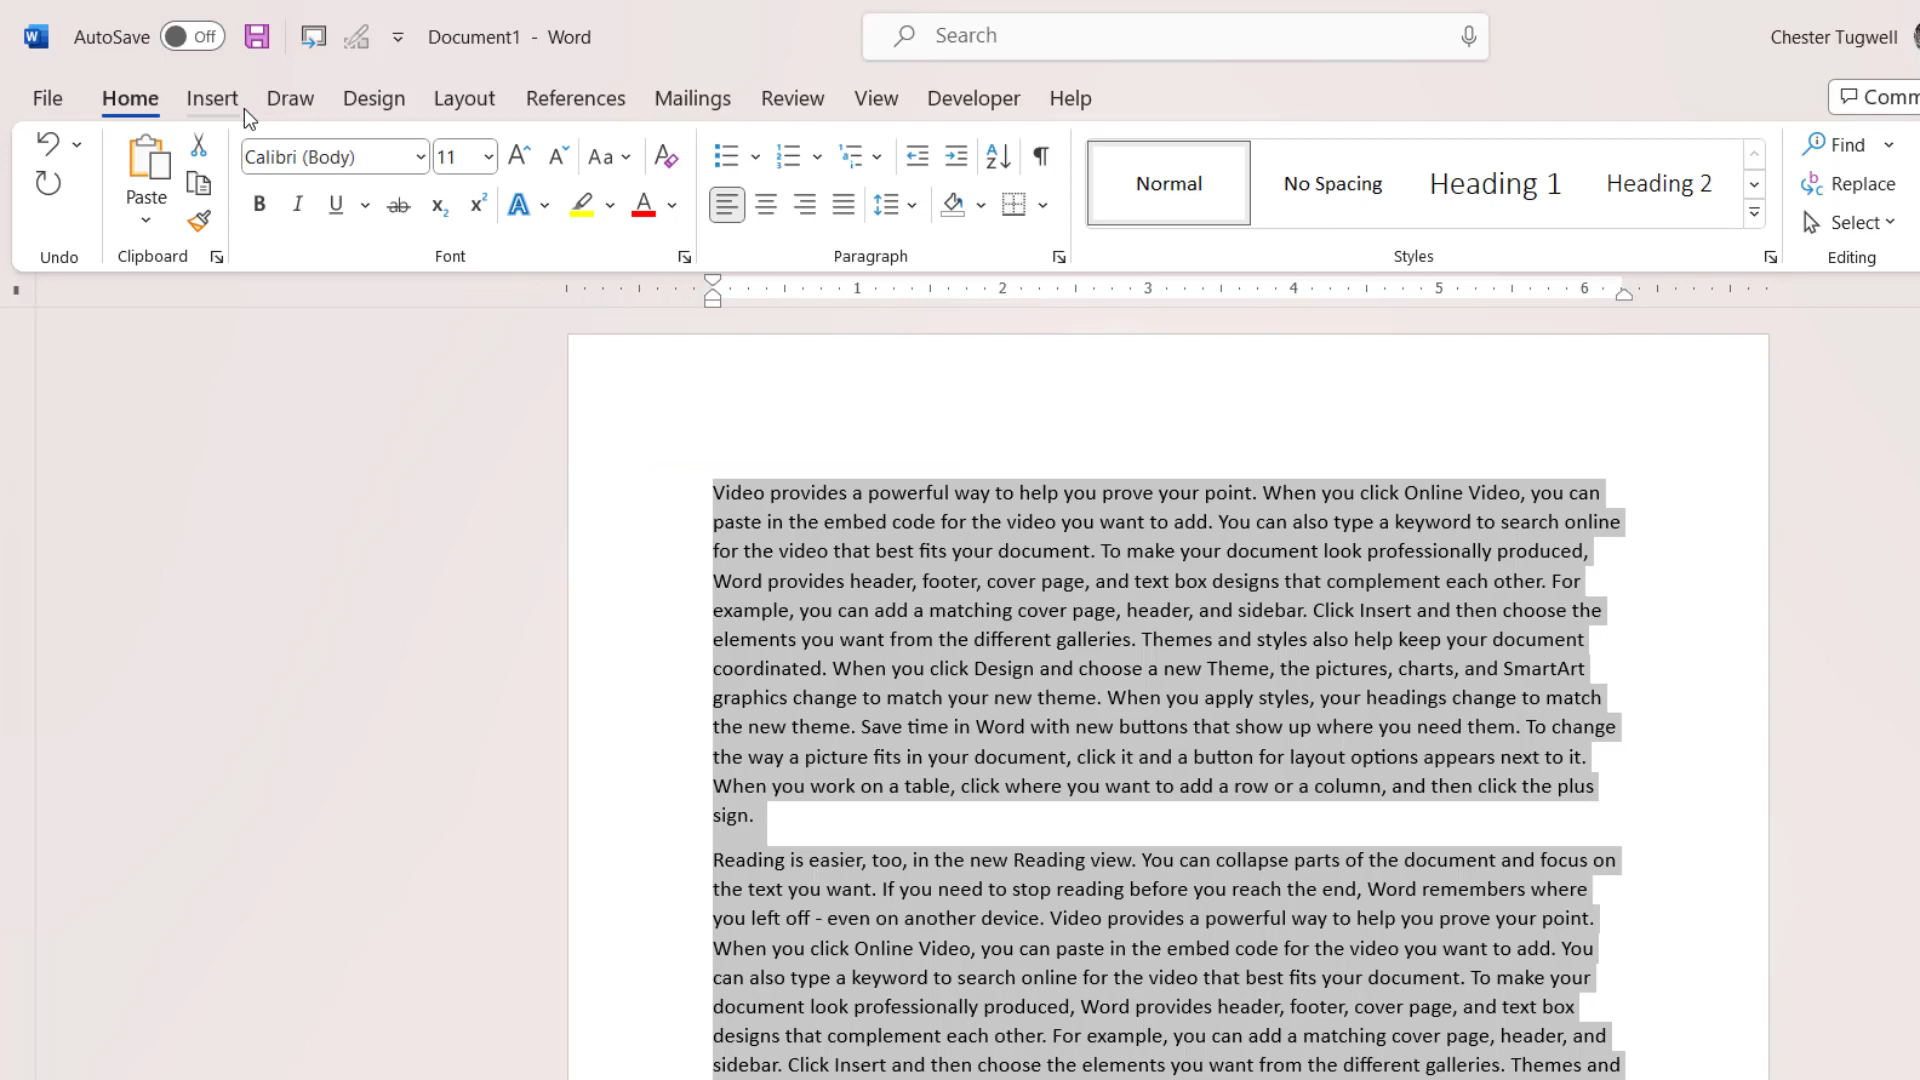 AutoSave Off Document1 - Word Search Chester Tugwell
File Home Insert Draw Design Layout References Mailings Review View Developer Help Comm
Calibri (Body) 11 Aa
Paste
B I U ab x₂ x² A A
Normal No Spacing Heading 1 Heading 2
Find
Replace
Select
Undo Clipboard Font Paragraph Styles Editing
1 2 3 4 5 6
Video provides a powerful way to help you prove your point. When you click Online Video, you can
paste in the embed code for the video you want to add. You can also type a keyword to search online
for the video that best fits your document. To make your document look professionally produced,
Word provides header, footer, cover page, and text box designs that complement each other. For
example, you can add a matching cover page, header, and sidebar. Click Insert and then choose the
elements you want from the different galleries. Themes and styles also help keep your document
coordinated. When you click Design and choose a new Theme, the pictures, charts, and SmartArt
graphics change to match your new theme. When you apply styles, your headings change to match
the new theme. Save time in Word with new buttons that show up where you need them. To change
the way a picture fits in your document, click it and a button for layout options appears next to it.
When you work on a table, click where you want to add a row or a column, and then click the plus
sign.
Reading is easier, too, in the new Reading view. You can collapse parts of the document and focus on
the text you want. If you need to stop reading before you reach the end, Word remembers where
you left off - even on another device. Video provides a powerful way to help you prove your point.
When you click Online Video, you can paste in the embed code for the video you want to add. You
can also type a keyword to search online for the video that best fits your document. To make your
document look professionally produced, Word provides header, footer, cover page, and text box
designs that complement each other. For example, you can add a matching cover page, header, and
sidebar. Click Insert and then choose the elements you want from the different galleries. Themes and